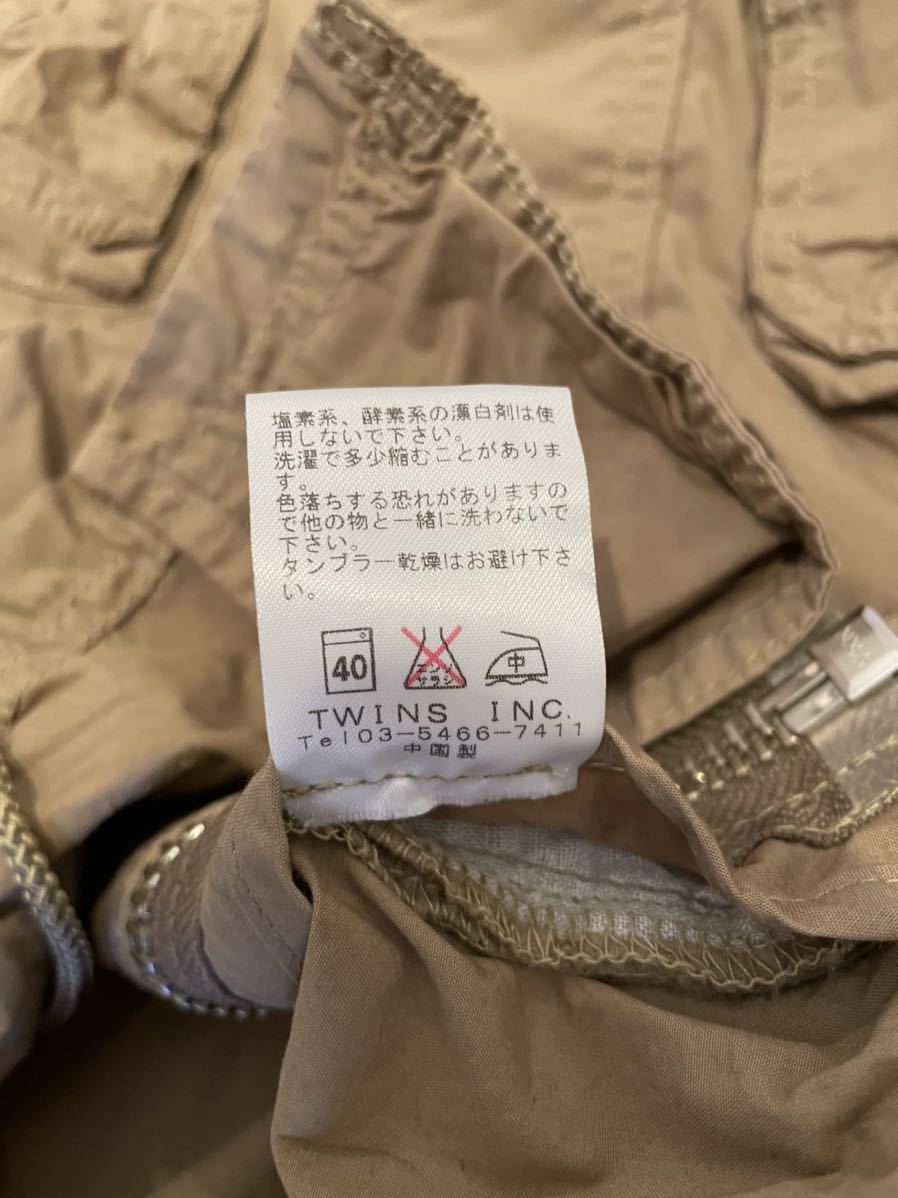 塩素系、酵素系の漂白剤は使
用しないで下さい。
洗濯で多少縮むことがありま
す。
色落ちする恐れがありますの
で他の物と一緒に洗わないで
下さい。
タンブラー乾燥はお避け下さ
い。
40
エンソ
サラシ
中
TWINS INC.
Tel03-5466-7411
中国製